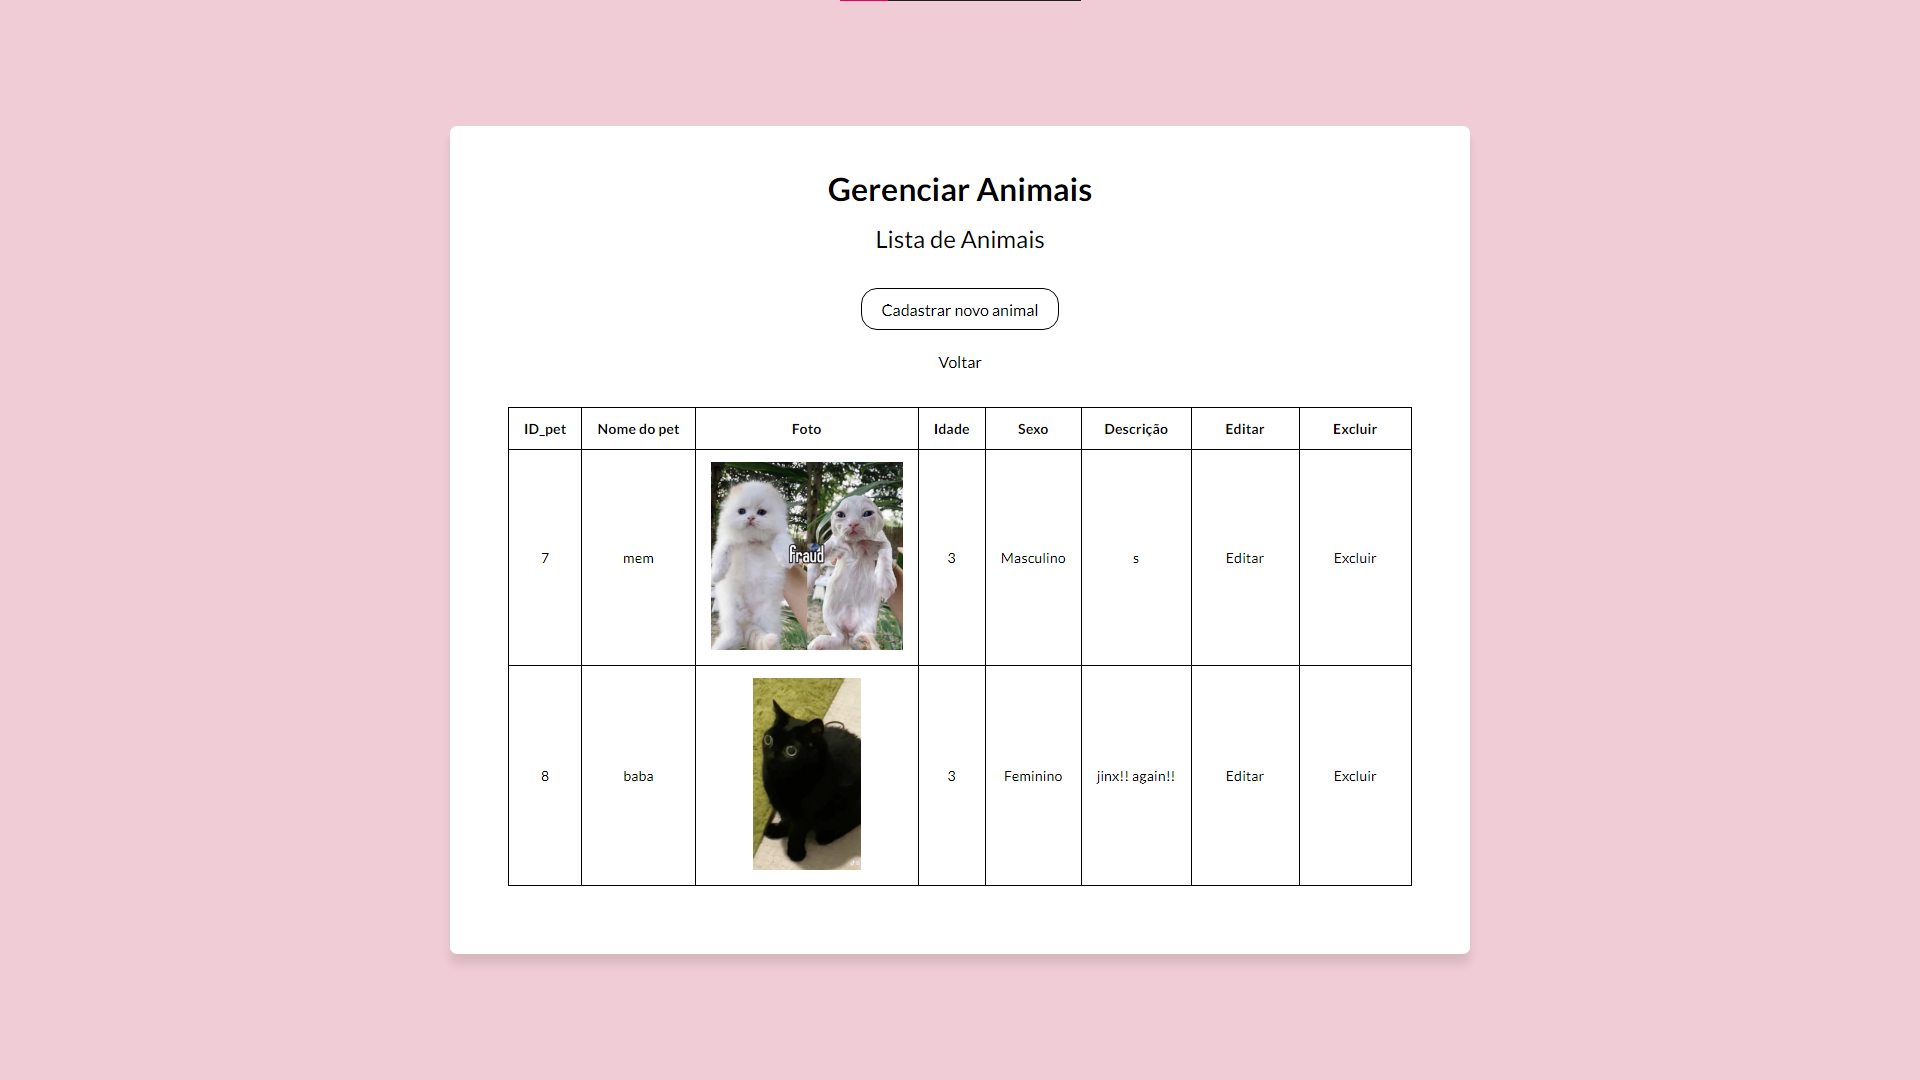 Gerenciar Animais
Lista de Animais
Cadastrar novo animal
Voltar
ID_pet Nome do pet Foto Idade Sexo Descrição Editar Excluir
7 mem fraud 3 Masculino s Editar Excluir
8 baba 3 Feminino jinx!! again!! Editar Excluir